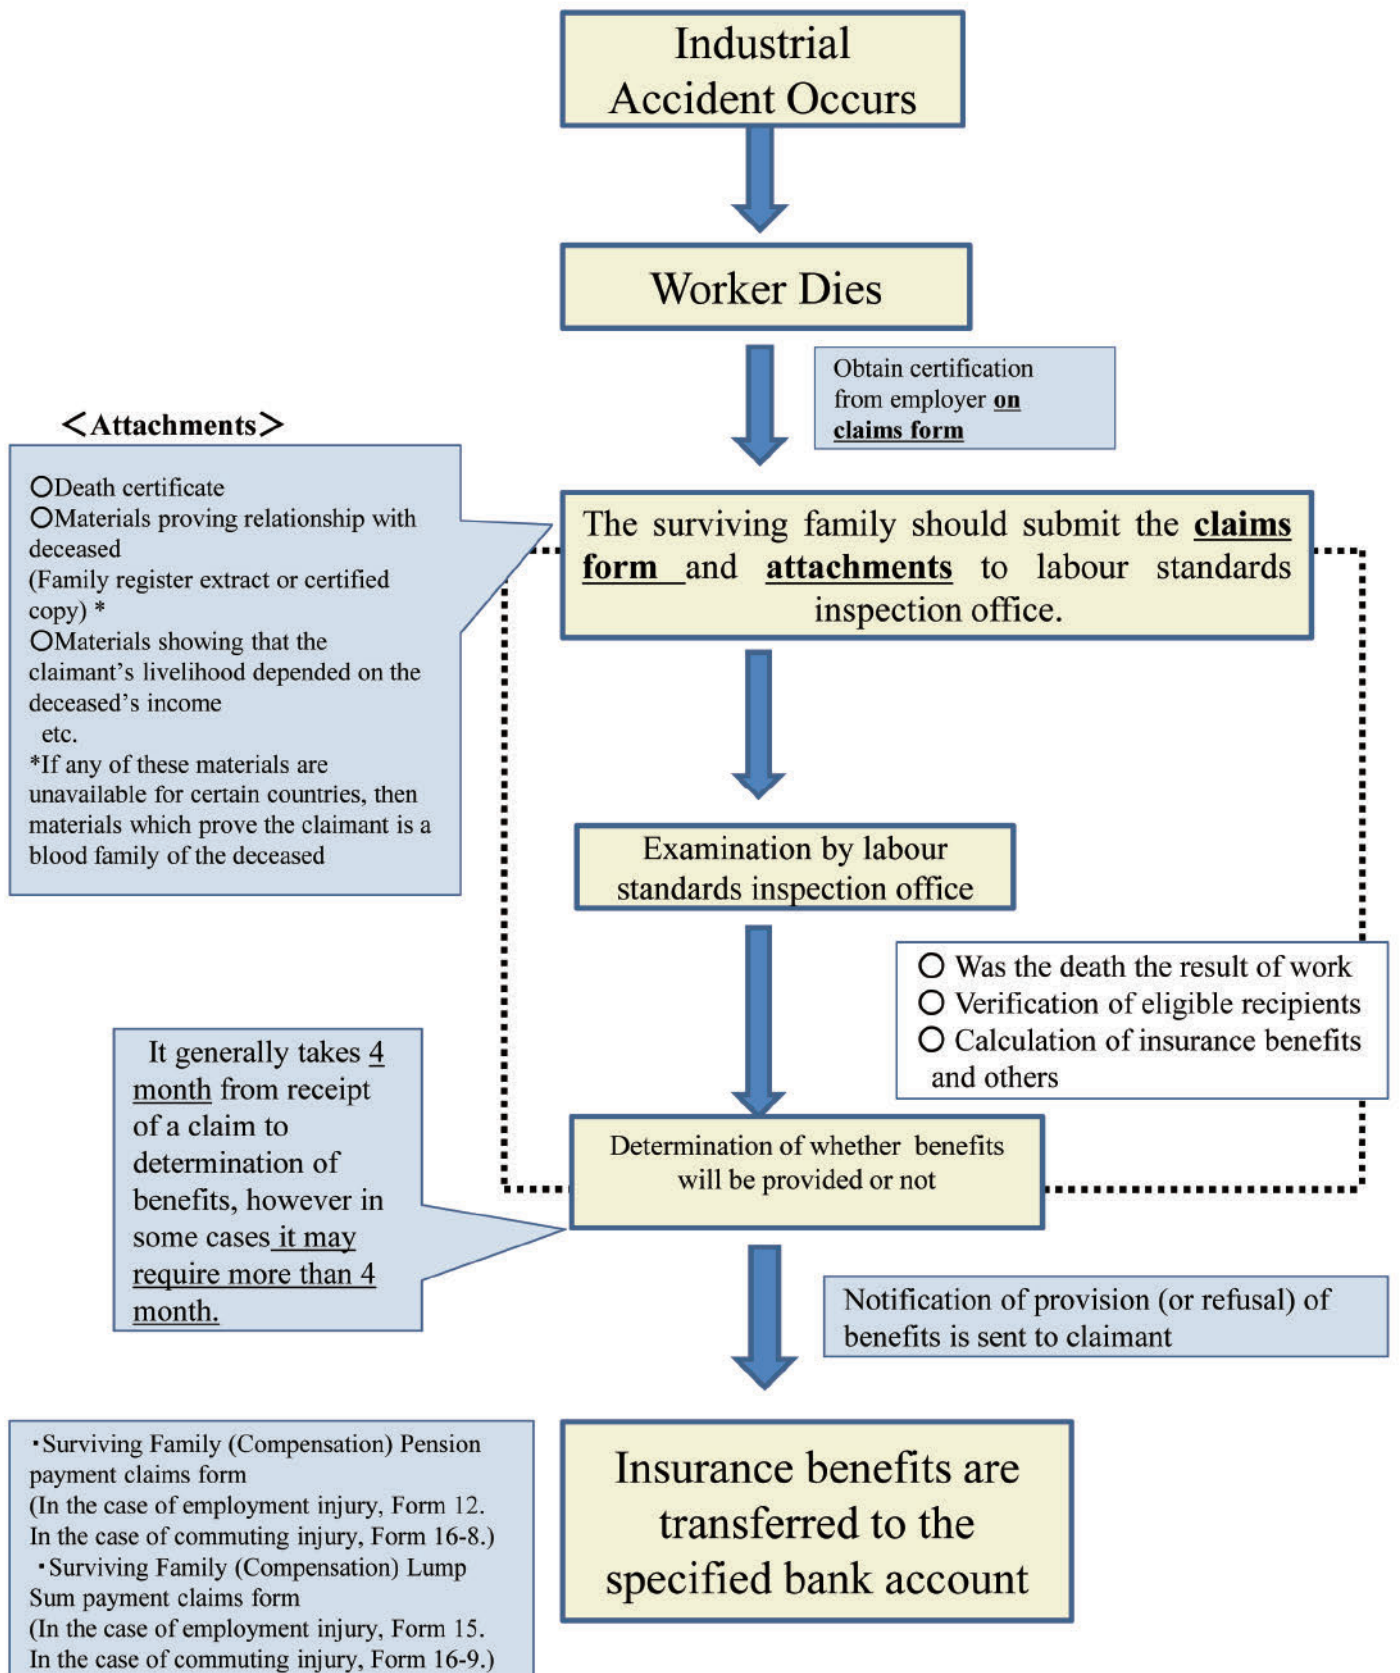 Industrial
Accident Occurs
Worker Dies
Obtain certification
from employer on
claims form
<Attachments>
○Death certificate
○Materials proving relationship with
deceased
(Family register extract or certified
copy) *
○Materials showing that the
claimant's livelihood depended on the
deceased's income
etc.
*If any of these materials are
unavailable for certain countries, then
materials which prove the claimant is a
blood family of the deceased
The surviving family should submit the claims
form and attachments to labour standards
inspection office.
Examination by labour
standards inspection office
○ Was the death the result of work
○ Verification of eligible recipients
○ Calculation of insurance benefits
and others
It generally takes 4
month from receipt
of a claim to
determination of
benefits, however in
some cases it may
require more than 4
month.
Determination of whether benefits
will be provided or not
Notification of provision (or refusal) of
benefits is sent to claimant
・Surviving Family (Compensation) Pension
payment claims form
(In the case of employment injury, Form 12.
In the case of commuting injury, Form 16-8.)
・Surviving Family (Compensation) Lump
Sum payment claims form
(In the case of employment injury, Form 15.
In the case of commuting injury, Form 16-9.)
Insurance benefits are
transferred to the
specified bank account